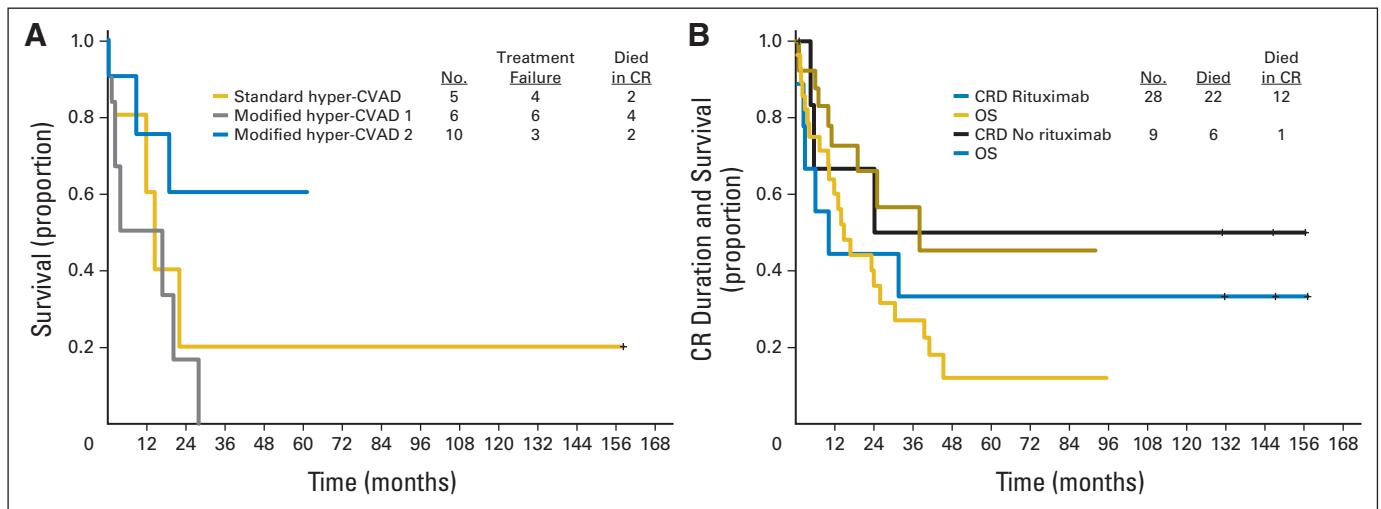 A
Treatment Died
No. Failure in CR
Standard hyper-CVAD 5 4 2
Modified hyper-CVAD 1 6 6 4
Modified hyper-CVAD 2 10 3 2
1.0
0.8
0.6
0.4
0.2
0 12 24 36 48 60 72 84 96 108 120 132 144 156 168
Survival (proportion)
Time (months)
B
Died
No. Died in CR
CRD Rituximab 28 22 12
OS
CRD No rituximab 9 6 1
OS
1.0
0.8
0.6
0.4
0.2
0 12 24 36 48 60 72 84 96 108 120 132 144 156 168
CR Duration and Survival
(proportion)
Time (months)